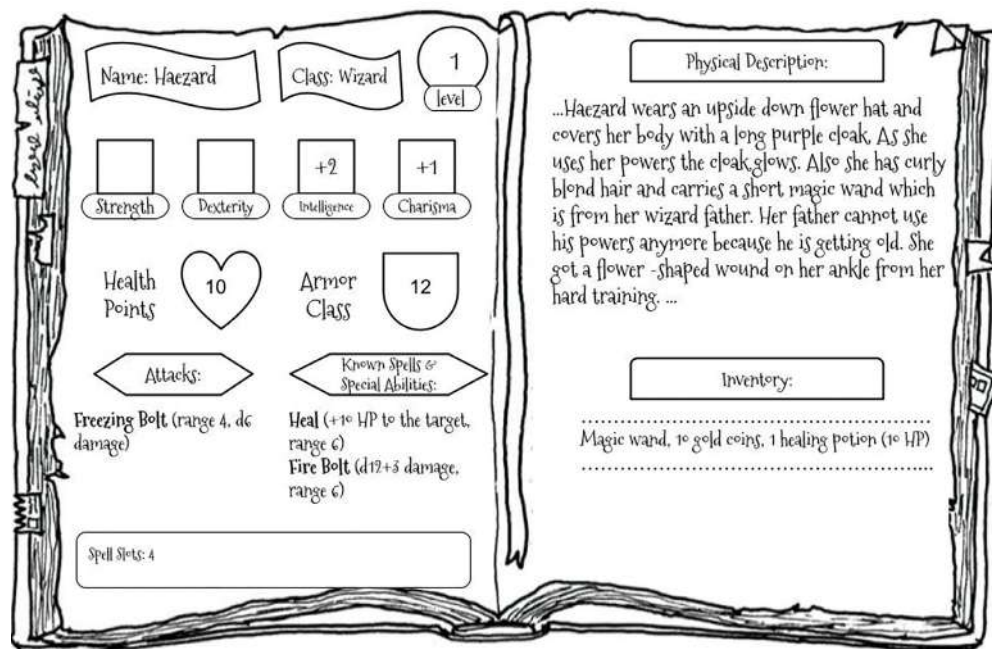 Name: Haezard
Class: Wizard
1
level
+2
+1
Strength
Dexterity
Intelligence
Charisma
Health
Points
10
Armor
Class
12
Attacks:
Known Spells &
Special Abilities:
Freezing Bolt (range 4, d6
damage)
Heal (+10 HP to the target,
range 6)
Fire Bolt (d12+3 damage,
range 6)
Spell Slots: 4
Physical Description:
...Haezard wears an upside down flower hat and
covers her body with a long purple cloak. As she
uses her powers the cloak glows. Also she has curly
blond hair and carries a short magic wand which
is from her wizard father. Her father cannot use
his powers anymore because he is getting old. She
got a flower -shaped wound on her ankle from her
hard training. ...
Inventory:
Magic wand, 10 gold coins, 1 healing potion (10 HP)